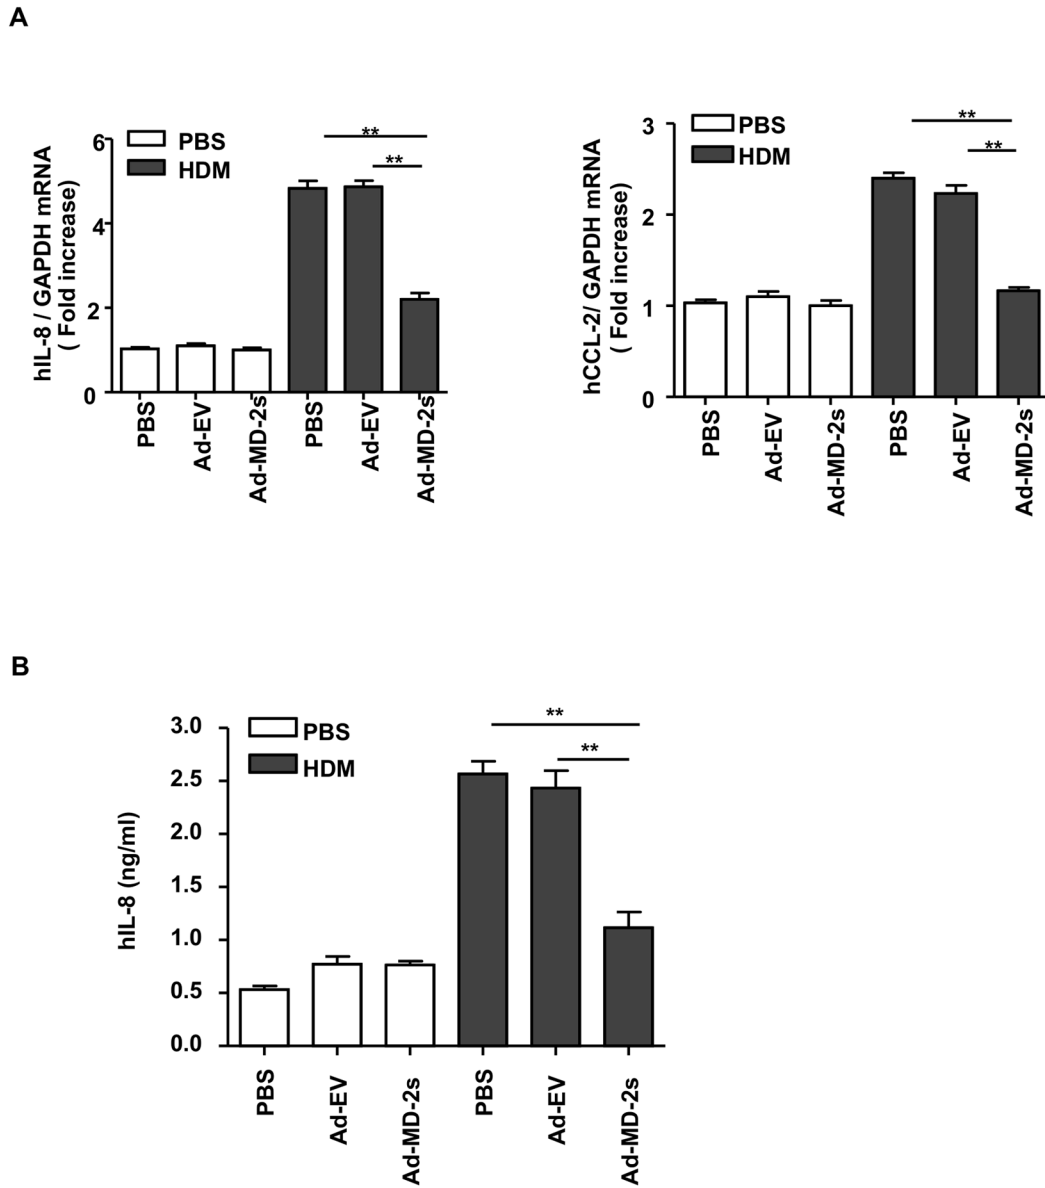 A
hIL-8 / GAPDH mRNA
( Fold increase)
6
4
2
0
PBS
HDM
**
**
PBS
Ad-EV
Ad-MD-2s
PBS
Ad-EV
Ad-MD-2s
hCCL-2/ GAPDH mRNA
( Fold increase)
3
2
1
0
PBS
HDM
**
**
PBS
Ad-EV
Ad-MD-2s
PBS
Ad-EV
Ad-MD-2s
B
hIL-8 (ng/ml)
3.0
2.5
2.0
1.5
1.0
0.5
0.0
PBS
HDM
**
**
PBS
Ad-EV
Ad-MD-2s
PBS
Ad-EV
Ad-MD-2s